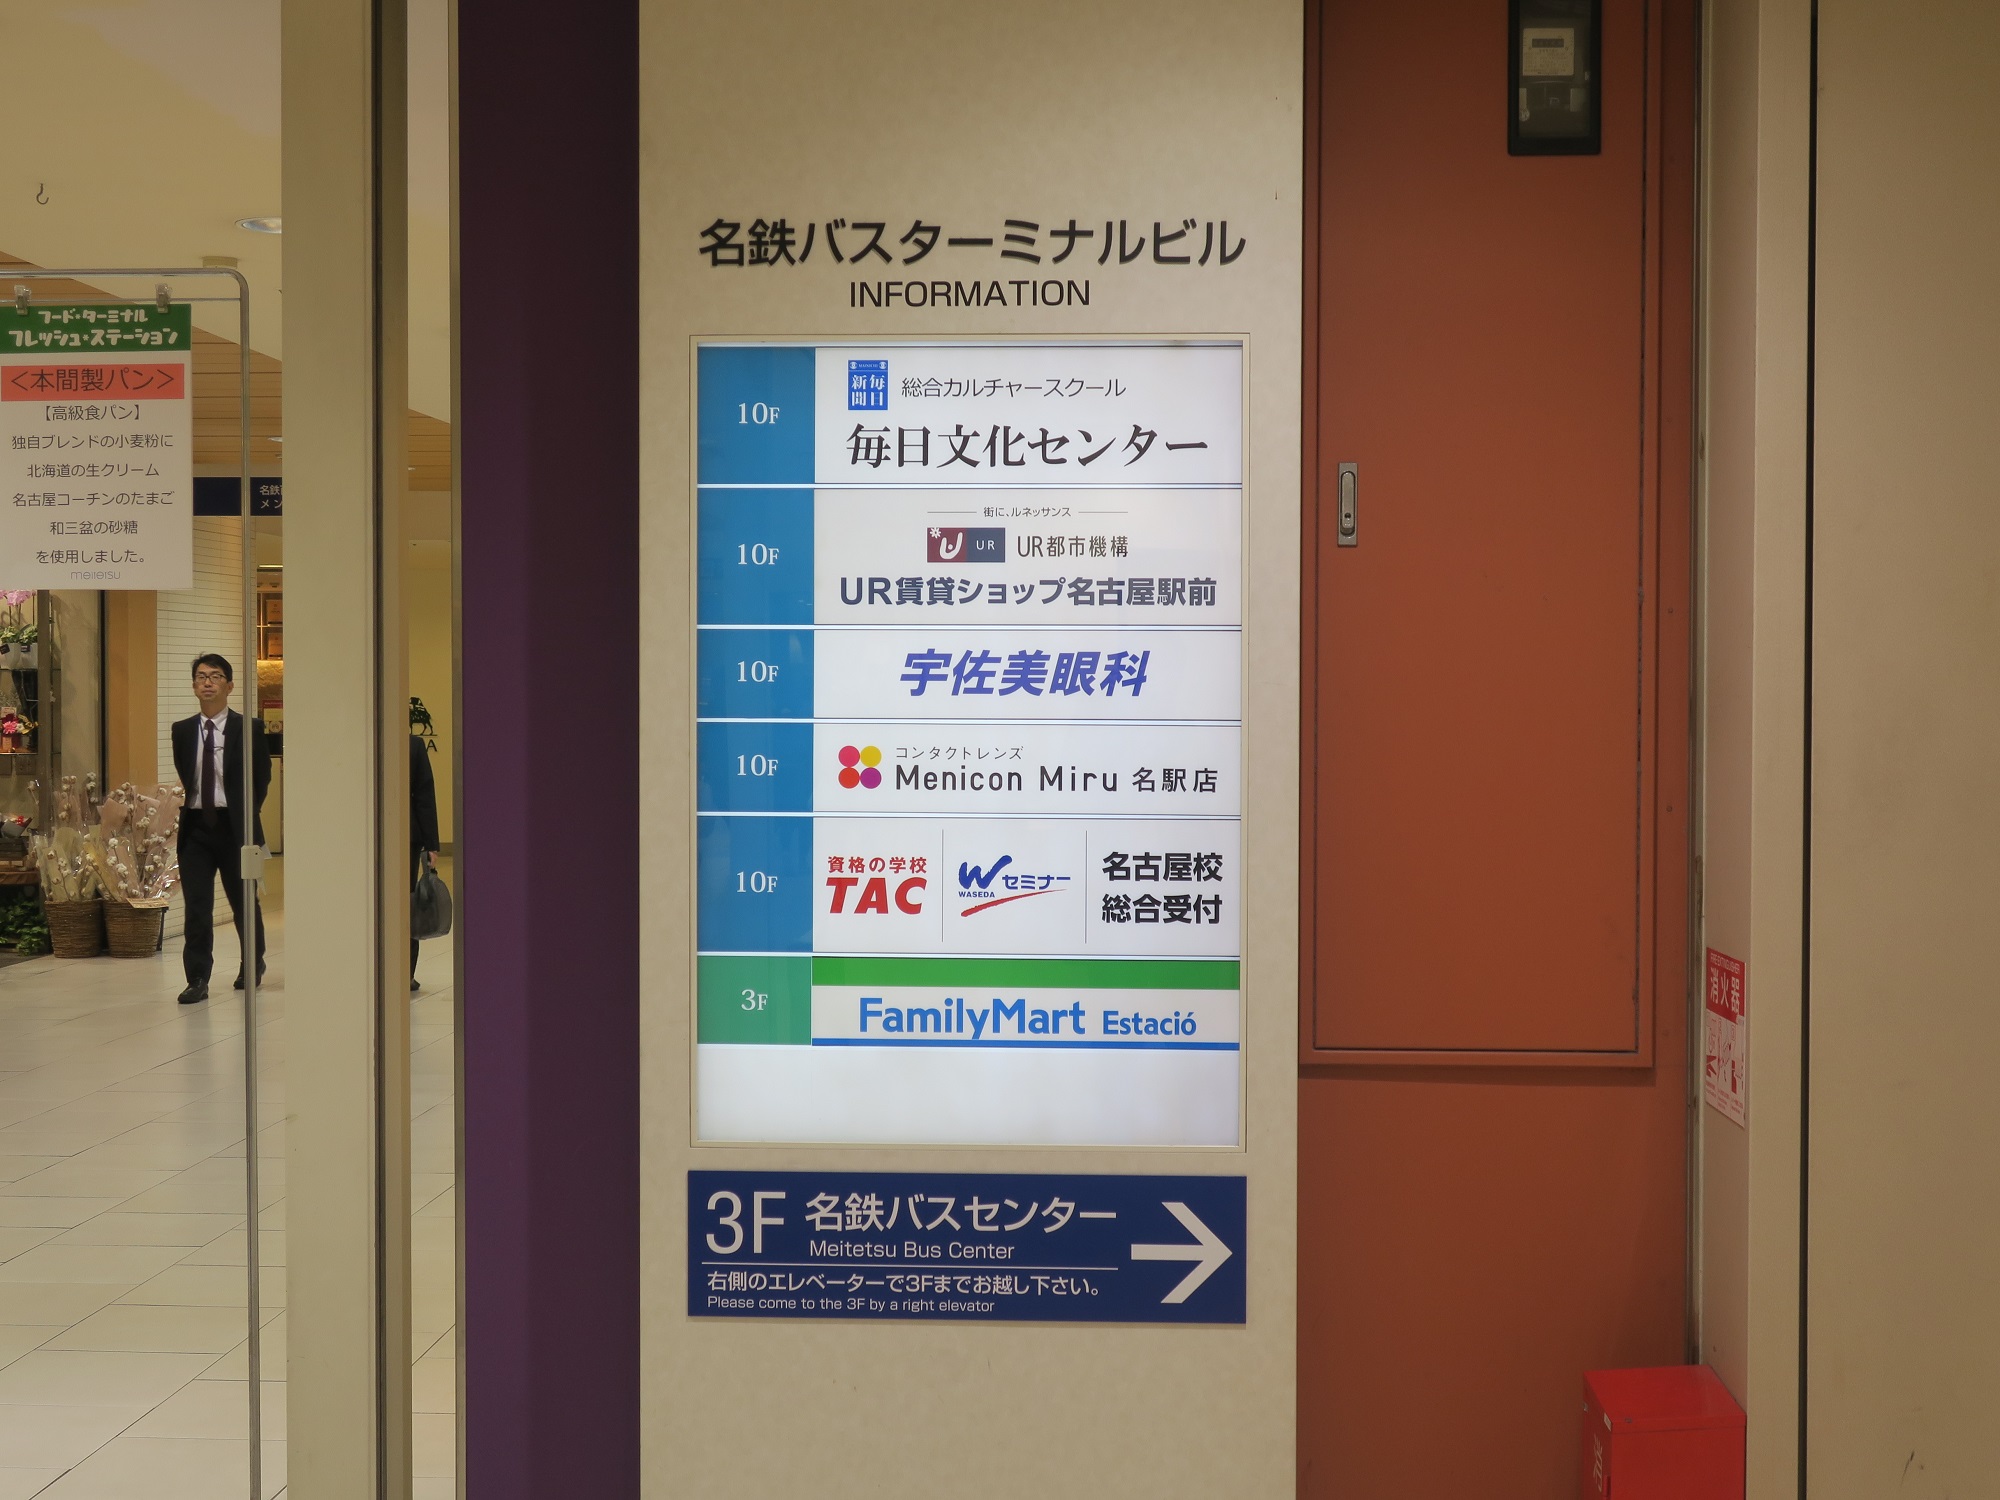 フード・ターミナル
フレッシュ・ステーション
＜本間製パン＞
【高級食パン】
独自ブレンドの小麦粉に
北海道の生クリーム
名古屋コーチンのたまご
和三盆の砂糖
を使用しました。
meitetsu
名鉄
メン
名鉄バスターミナルビル
INFORMATION
10F
毎日新聞
総合カルチャースクール
毎日文化センター
10F
街に、ルネッサンス
UR
UR都市機構
UR賃貸ショップ名古屋駅前
10F
宇佐美眼科
10F
コンタクトレンズ
Menicon Miru 名駅店
10F
資格の学校
TAC
W セミナー
WASEDA
名古屋校
総合受付
3F
FamilyMart Estació
3F 名鉄バスセンター
Meitetsu Bus Center
右側のエレベーターで3Fまでお越し下さい。
Please come to the 3F by a right elevator
FIRE EXTINGUISHER
消火器